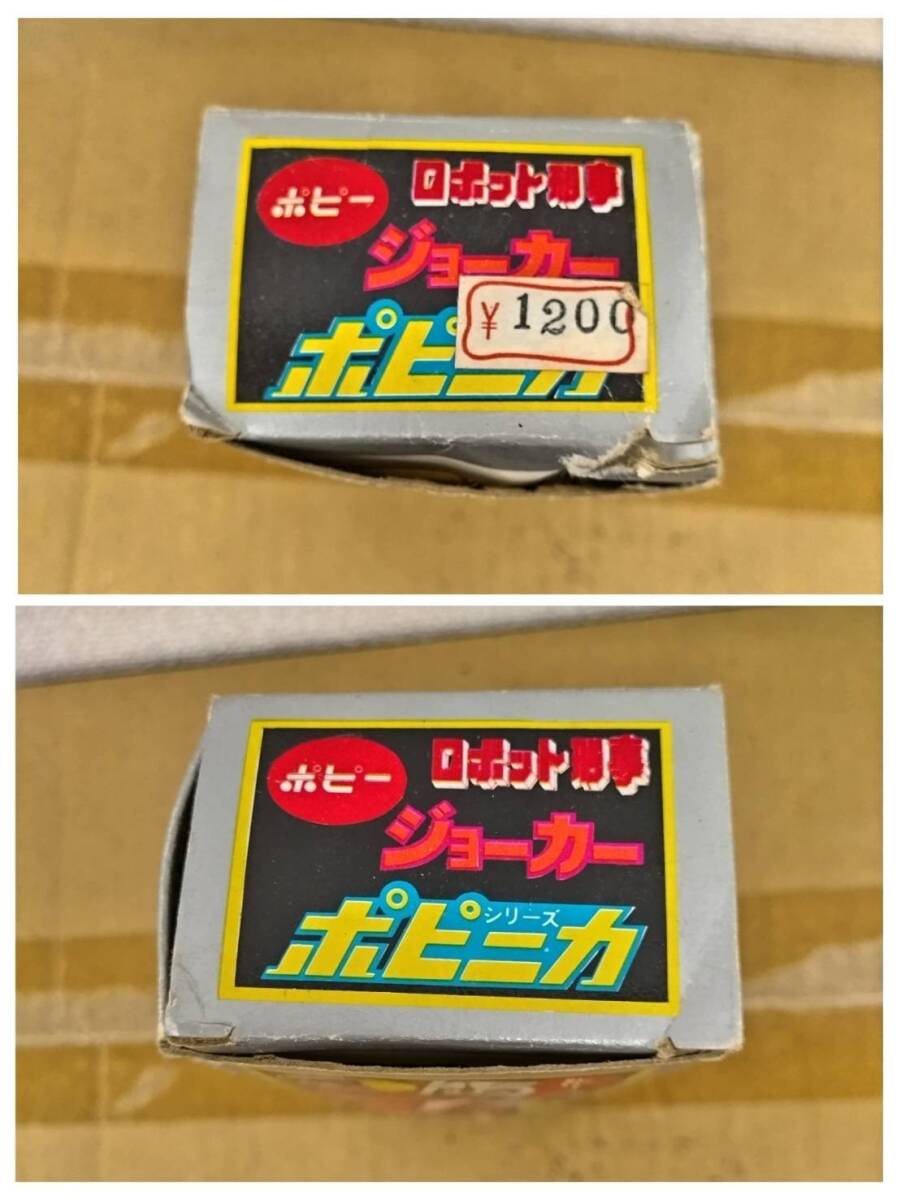 ポピー
ロボット刑事
ジョーカー
¥1200
ポピニカ
ポピー
ロボット刑事
ジョーカー
シリーズ
ポピニカ